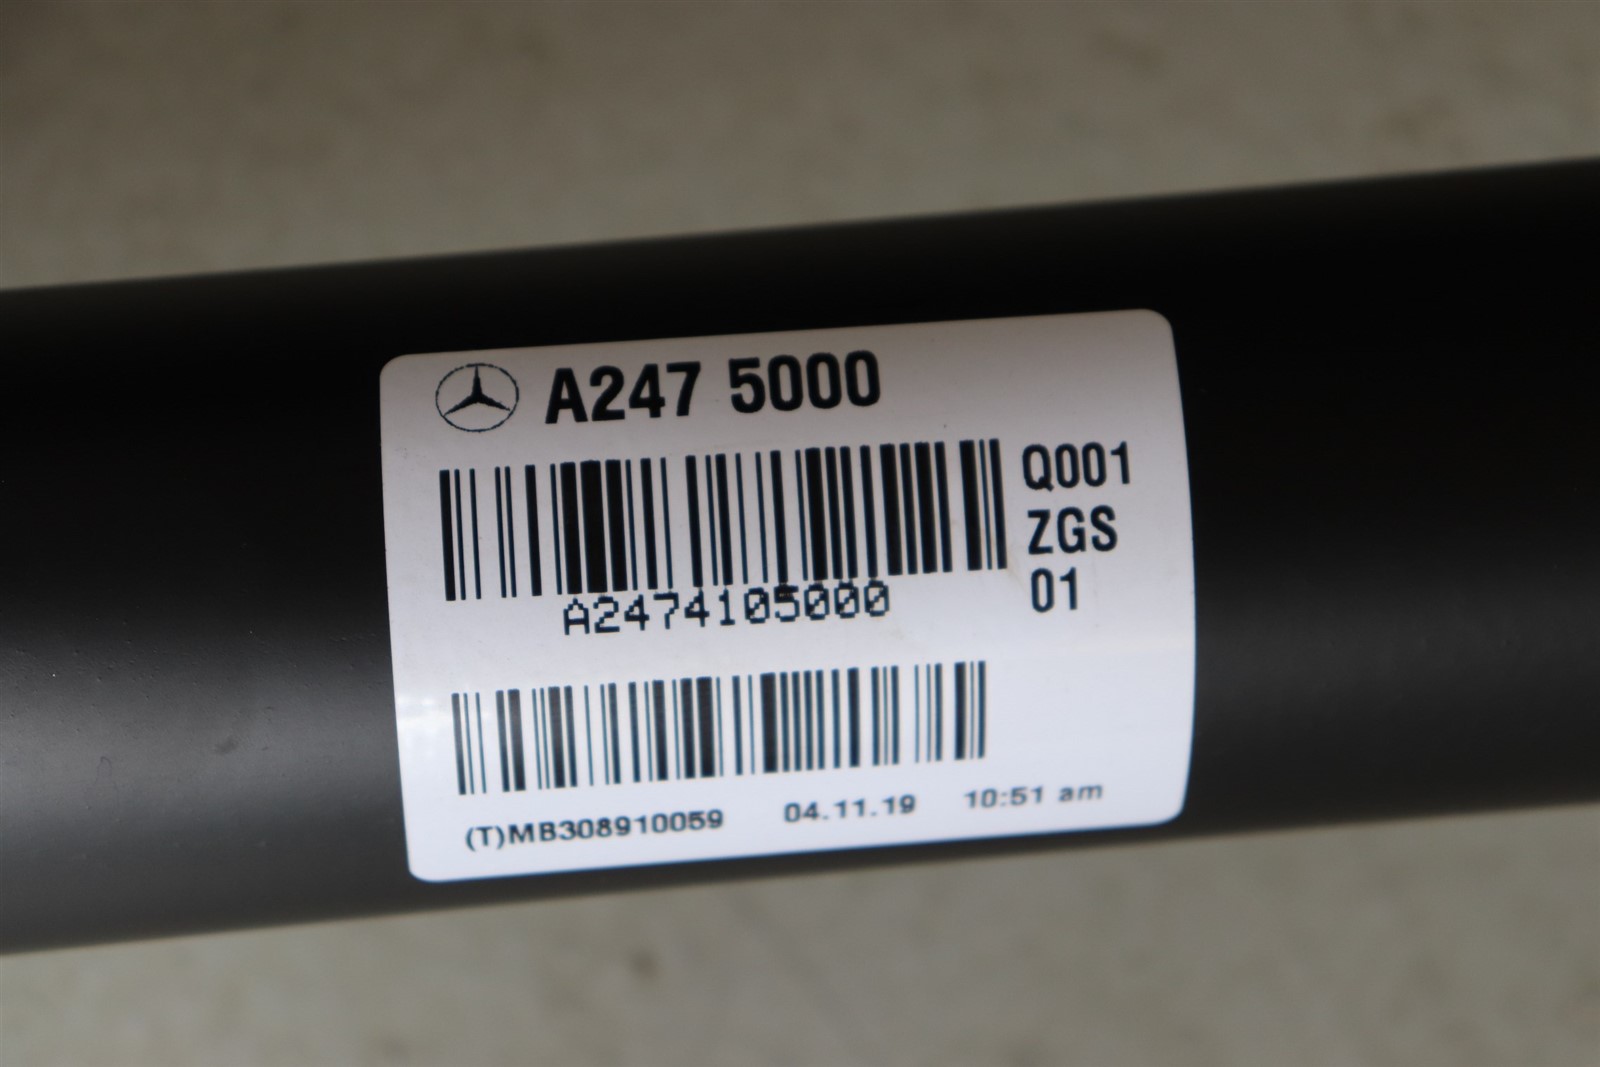 A247 5000
Q001
ZGS
01
A2474105000
(T)MB308910059 04.11.19 10:51 am